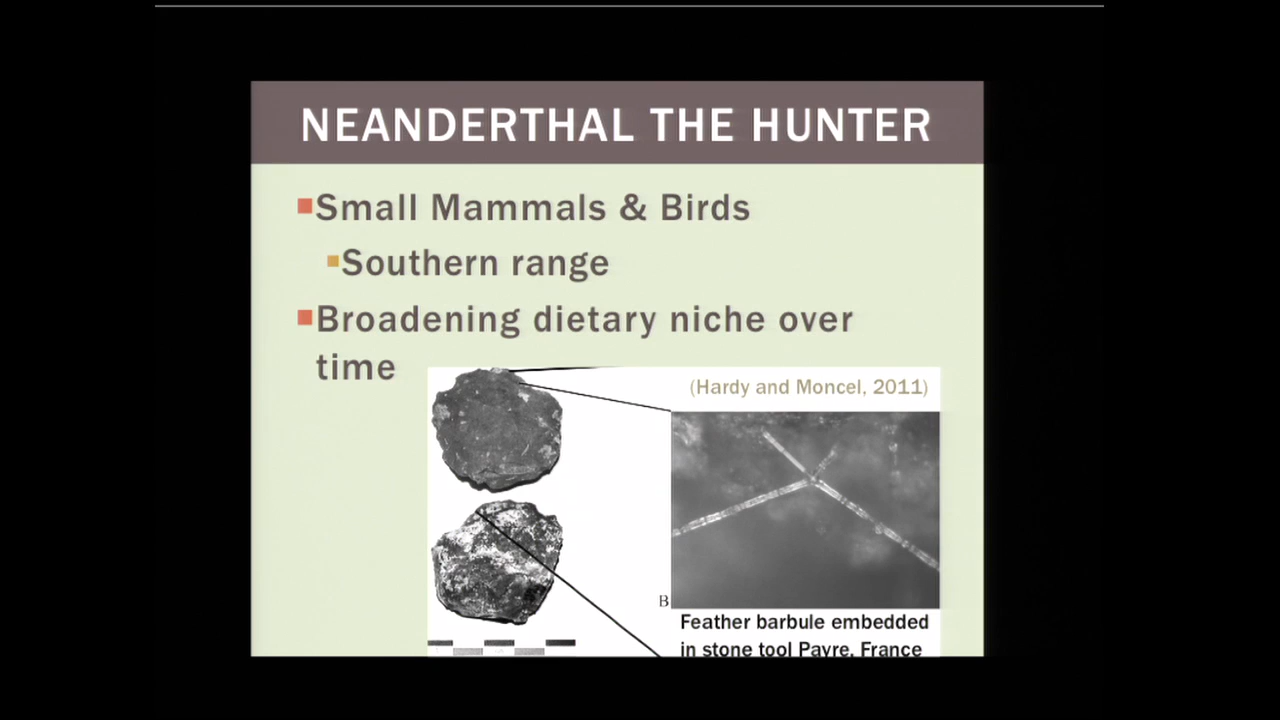 NEANDERTHAL THE HUNTER
Small Mammals & Birds
Southern range
Broadening dietary niche over
time
(Hardy and Moncel, 2011)
B
Feather barbule embedded
in stone tool Payre, France